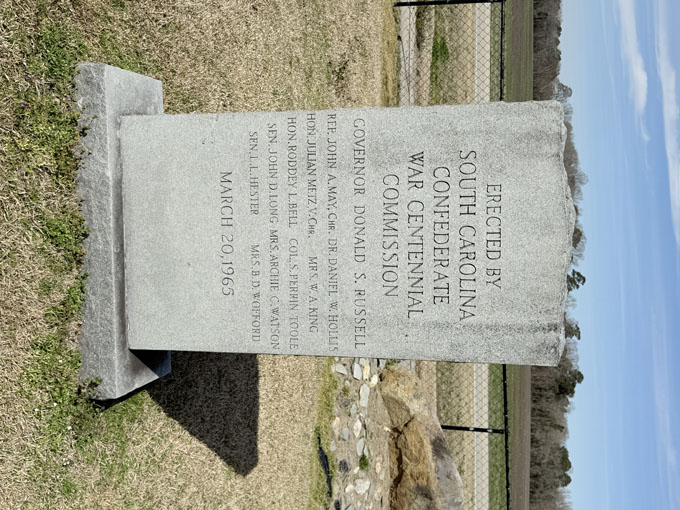 ERECTED BY
SOUTH CAROLINA
CONFEDERATE
WAR CENTENNIAL
COMMISSION
GOVERNOR DONALD S. RUSSELL
REP. JOHN A. MAY, CHR. DR. DANIEL W. HOLLIS
HON. JULIAN METZ V. CHR. MRS. W. A. KING
HON. RODDEY L. BELL COL. S. PERRIN TOOLE
SEN. JOHN D. LONG MRS. ARCHIE C. WATSON
SEN. L. L. HESTER MRS. B. D. WOFFORD
MARCH 20, 1965